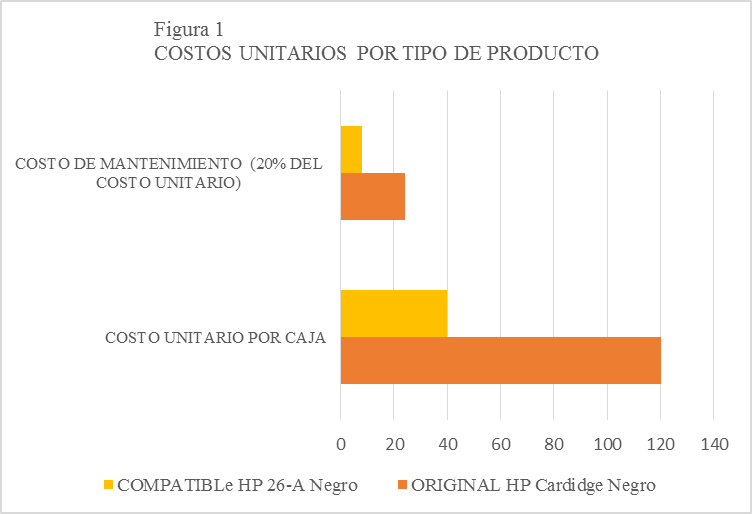 Figura 1
COSTOS UNITARIOS POR TIPO DE PRODUCTO
COSTO DE MANTENIMIENTO (20% DEL
COSTO UNITARIO)
COSTO UNITARIO POR CAJA
0 20 40 60 80 100 120 140
COMPATIBLe HP 26-A Negro ORIGINAL HP Cardidge Negro